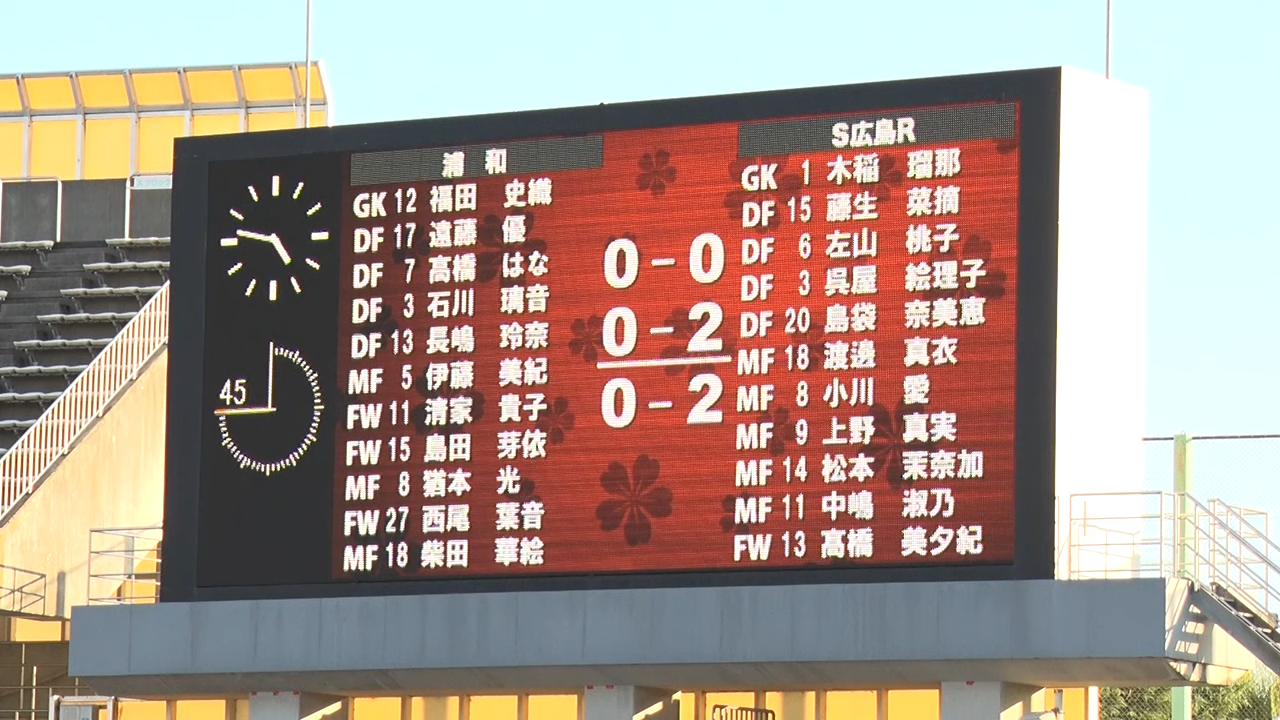 浦 和
GK 12 福田 史織
DF 17 遠藤 優
DF 7 高橋 はな
DF 3 石川 璃音
DF 13 長嶋 玲奈
MF 5 伊藤 美紀
FW 11 清家 貴子
FW 15 島田 芽依
MF 8 猶本 光
FW 27 西尾 葉音
MF 18 柴田 華絵
45
0 - 0
0 - 2
0 - 2
S広島R
GK 1 木稲 瑠那
DF 15 藤生 菜摘
DF 6 左山 桃子
DF 3 呉屋 絵理子
DF 20 島袋 奈美恵
MF 18 渡邊 真衣
MF 8 小川 愛
MF 9 上野 真実
MF 14 松本 茉奈加
MF 11 中嶋 淑乃
FW 13 髙橋 美夕紀